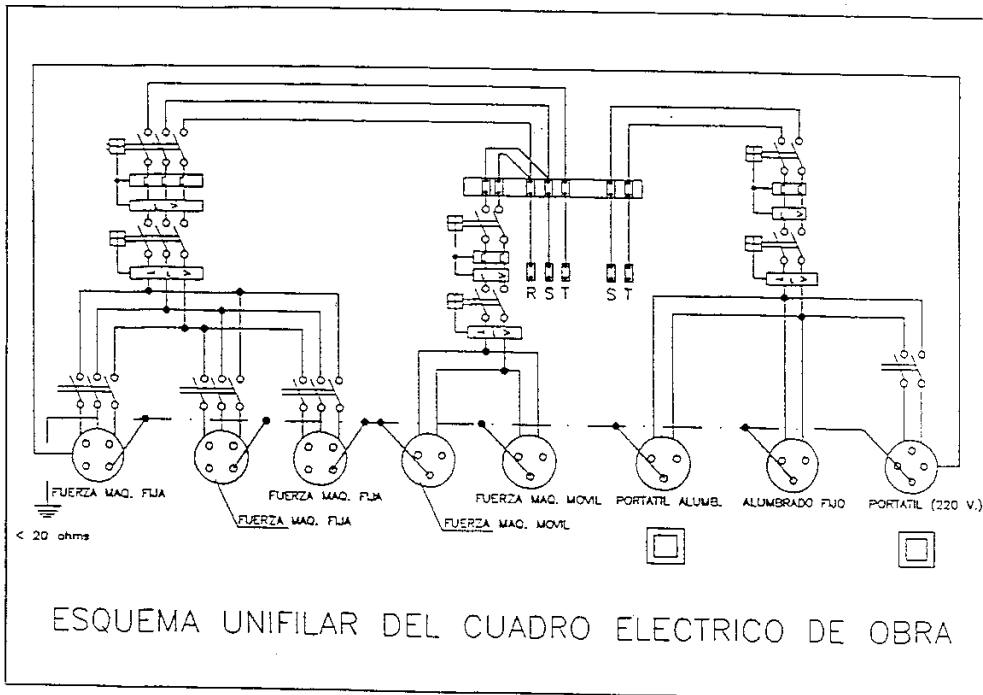 R S T S T
FUERZA MAQ. FIJA
FUERZA MAQ. FIJA
FUERZA MAQ. FIJA
FUERZA MAQ. MOVIL
FUERZA MAQ. MOVIL
PORTATIL ALUMB.
ALUMBRADO FIJO
PORTATIL (220 V.)
< 20 ohms
ESQUEMA UNIFILAR DEL CUADRO ELECTRICO DE OBRA